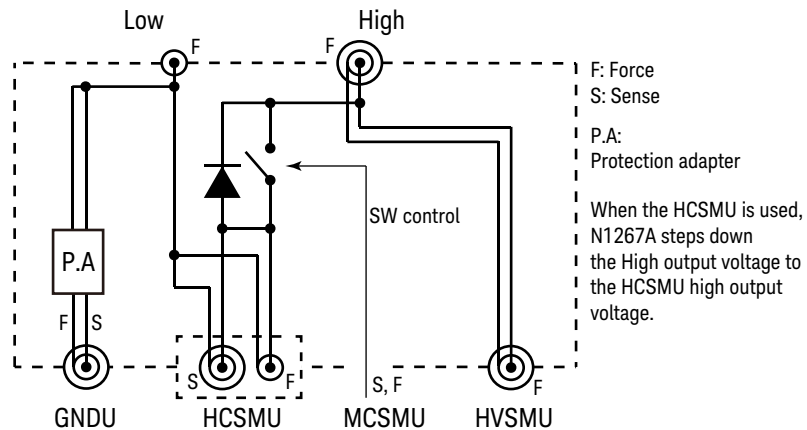 Low
High
F
F
F: Force
S: Sense
P.A:
Protection adapter
When the HCSMU is used,
N1267A steps down
the High output voltage to
the HCSMU high output
voltage.
SW control
P.A
F
S
S
F
S, F
F
GNDU
HCSMU
MCSMU
HVSMU